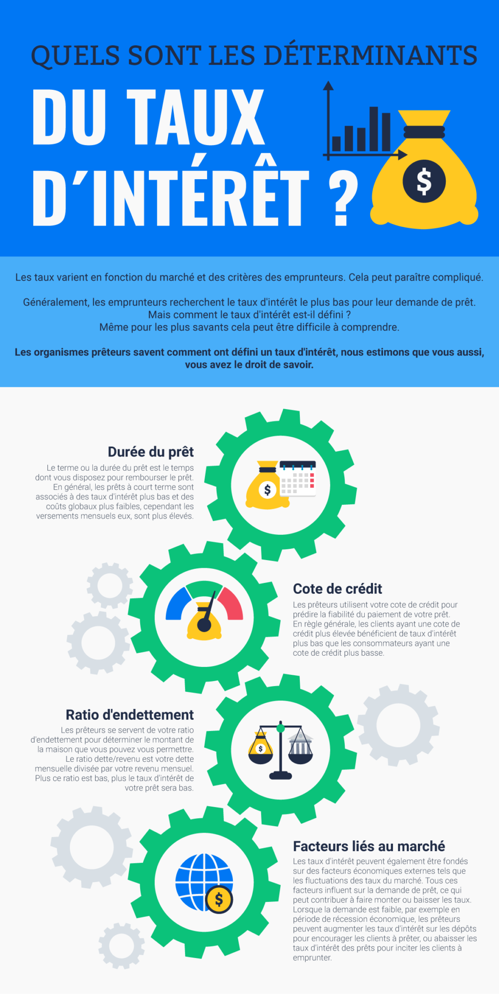 QUELS SONT LES DÉTERMINANTS
DU TAUX
D´INTÉRÊT ?
$
Les taux varient en fonction du marché et des critères des emprunteurs. Cela peut paraître compliqué.
Généralement, les emprunteurs recherchent le taux d'intérêt le plus bas pour leur demande de prêt.
Mais comment le taux d'intérêt est-il défini ?
Même pour les plus savants cela peut être difficile à comprendre.
Les organismes prêteurs savent comment ont défini un taux d'intérêt, nous estimons que vous aussi,
vous avez le droit de savoir.
Durée du prêt
Le terme ou la durée du prêt est le temps
dont vous disposez pour rembourser le prêt.
En général, les prêts à court terme sont
associés à des taux d'intérêt plus bas et des
coûts globaux plus faibles, cependant les
versements mensuels eux, sont plus élevés.
$
Cote de crédit
Les prêteurs utilisent votre cote de crédit pour
prédire la fiabilité du paiement de votre prêt.
En règle générale, les clients ayant une cote de
crédit plus élevée bénéficient de taux d'intérêt
plus bas que les consommateurs ayant une
cote de crédit plus basse.
Ratio d'endettement
Les prêteurs se servent de votre ratio
d'endettement pour déterminer le montant de
la maison que vous pouvez vous permettre.
Le ratio dette/revenu est votre dette
mensuelle divisée par votre revenu mensuel.
Plus ce ratio est bas, plus le taux d'intérêt de
votre prêt sera bas.
$
Facteurs liés au marché
Les taux d'intérêt peuvent également être fondés
sur des facteurs économiques externes tels que
les fluctuations des taux du marché. Tous ces
facteurs influent sur la demande de prêt, ce qui
peut contribuer à faire monter ou baisser les taux.
Lorsque la demande est faible, par exemple en
période de récession économique, les prêteurs
peuvent augmenter les taux d'intérêt sur les dépôts
pour encourager les clients à prêter, ou abaisser les
taux d'intérêt des prêts pour inciter les clients à
emprunter.
$